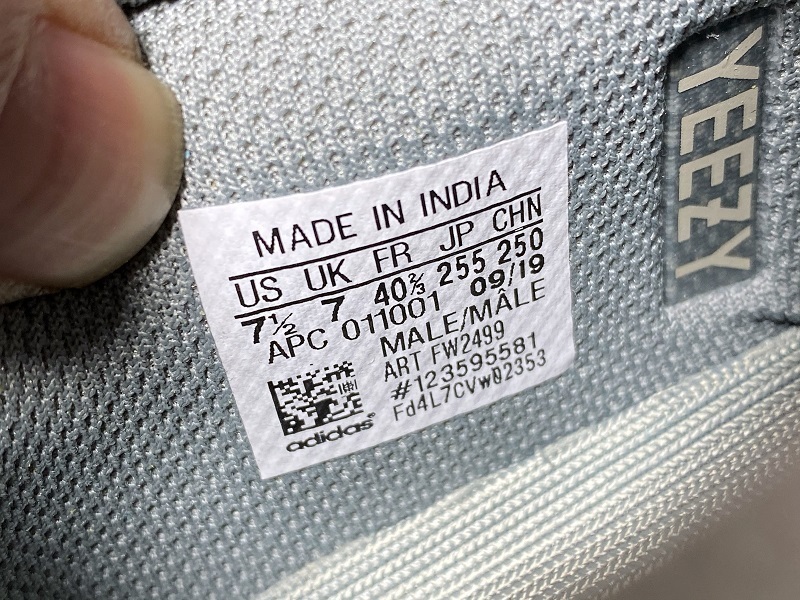 MADE IN INDIA
US UK FR JP CHN
7½ 7 40⅔ 255 250
APC 011001 09/19
MALE/MÂLE
ART FW2499
#123595581
Fd4L7CVw02353
adidas®
YEEZY